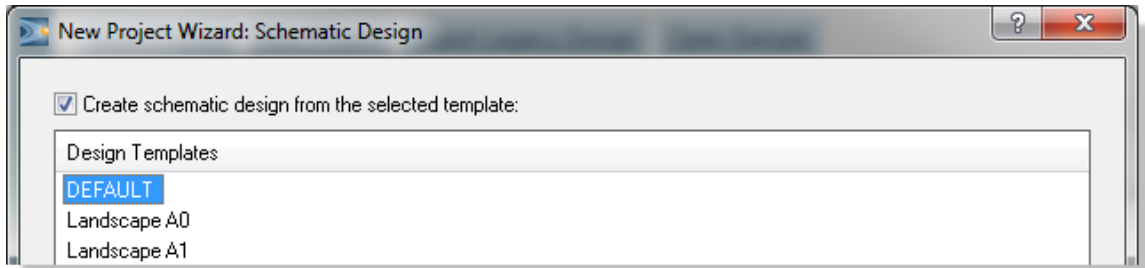 New Project Wizard: Schematic Design
Create schematic design from the selected template:
Design Templates
DEFAULT
Landscape A0
Landscape A1